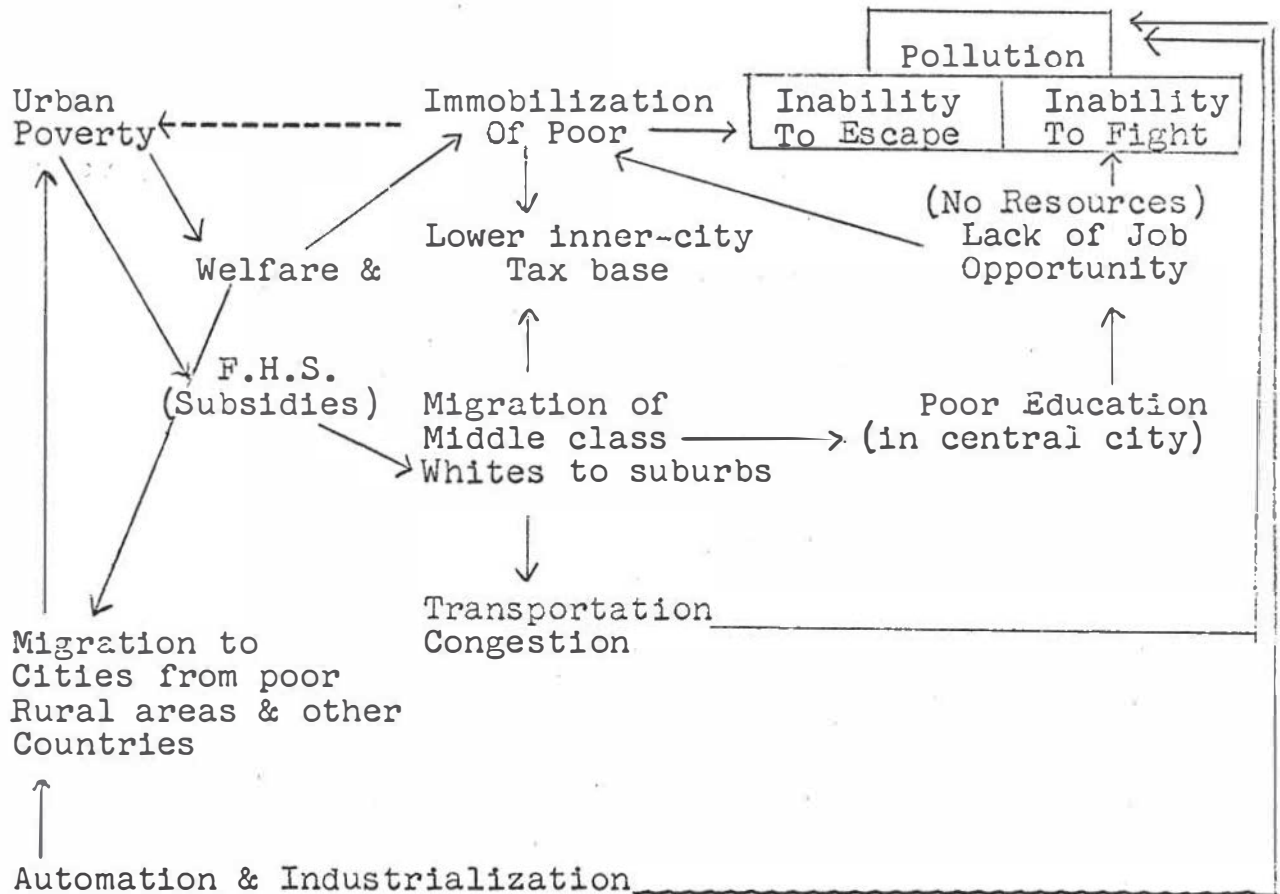 Pollution
Urban
Poverty
Immobilization
Of Poor
Inability
To Escape
Inability
To Fight
(No Resources)
Lack of Job
Opportunity
Welfare &
Lower inner-city
Tax base
F.H.S.
(Subsidies)
Migration of
Middle class
Whites to suburbs
Poor Education
(in central city)
Transportation
Congestion
Migration to
Cities from poor
Rural areas & other
Countries
Automation & Industrialization